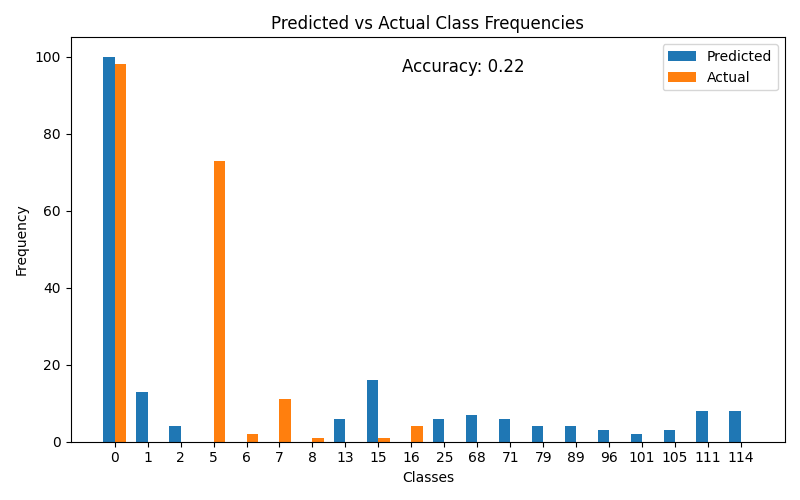 Predicted vs Actual Class Frequencies
Accuracy: 0.22
Predicted
Actual
Frequency
100
80
60
40
20
0
0 1 2 5 6 7 8 13 15 16 25 68 71 79 89 96 101 105 111 114
Classes